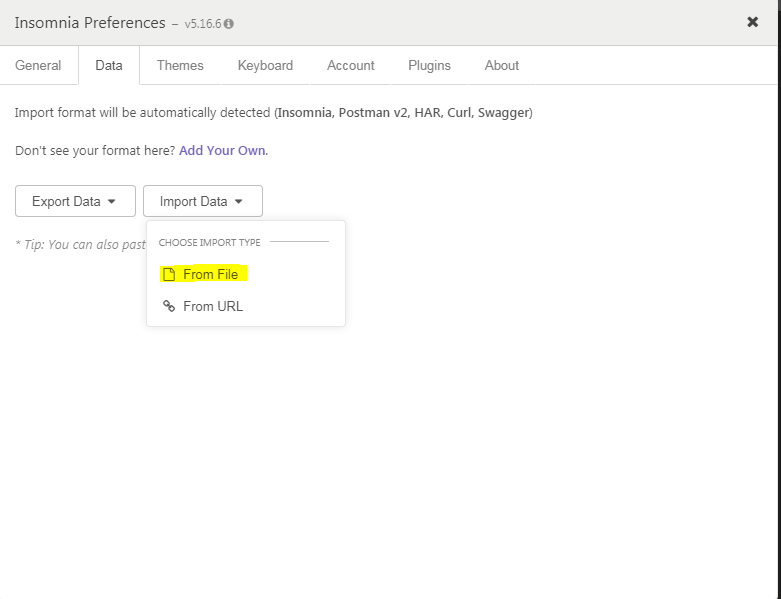 Insomnia Preferences – v5.16.6
General Data Themes Keyboard Account Plugins About
Import format will be automatically detected (Insomnia, Postman v2, HAR, Curl, Swagger)
Don't see your format here? Add Your Own.
Export Data Import Data
* Tip: You can also past
CHOOSE IMPORT TYPE
From File
From URL